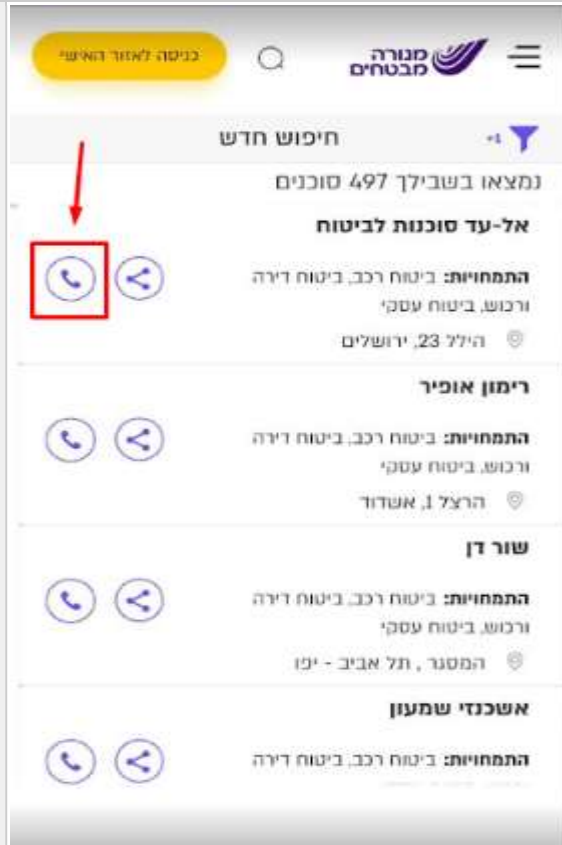 מנורה
מבטחים
כניסה לאזור האישי
חיפוש חדש
+1
נמצאו בשבילך 497 סוכנים
אל-עד סוכנות לביטוח
התמחויות: ביטוח רכב, ביטוח דירה
ורכוש, ביטוח עסקי
הילל 23, ירושלים
רימון אופיר
התמחויות: ביטוח רכב, ביטוח דירה
ורכוש, ביטוח עסקי
הרצל 1, אשדוד
שור דן
התמחויות: ביטוח רכב, ביטוח דירה
ורכוש, ביטוח עסקי
המסגר , תל אביב - יפו
אשכנזי שמעון
התמחויות: ביטוח רכב, ביטוח דירה